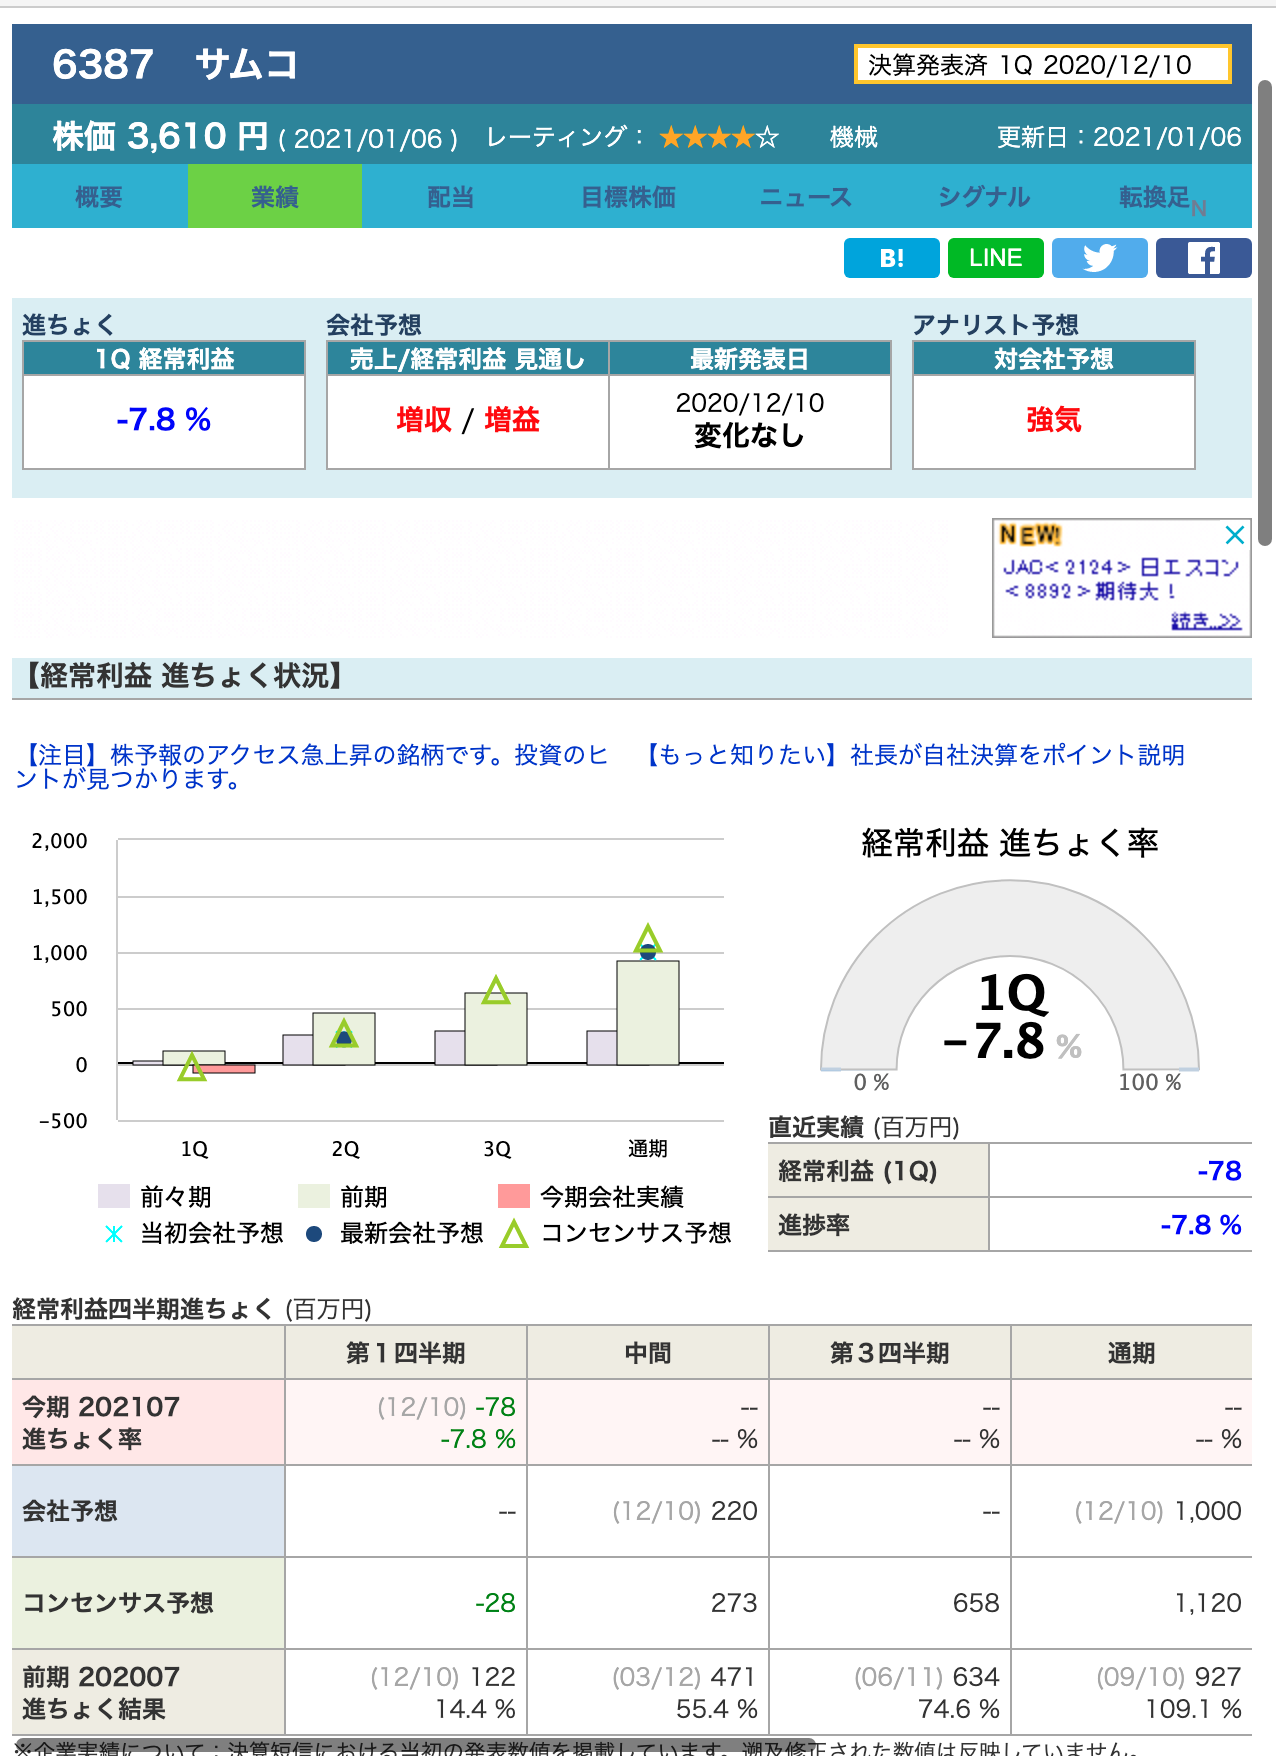 6387 サムコ
決算発表済 1Q 2020/12/10
株価 3,610 円 ( 2021/01/06 ) レーティング： ★★★★☆ 機械 更新日：2021/01/06
概要 業績 配当 目標株価 ニュース シグナル 転換足N
B! LINE
進ちょく 会社予想 アナリスト予想
1Q 経常利益 売上/経常利益 見通し 最新発表日 対会社予想
-7.8 % 増収 / 増益 2020/12/10 強気
変化なし
NEW!
JAC<2124> 日エスコン
<8892>期待大！
続き..>>
【経常利益 進ちょく状況】
【注目】株予報のアクセス急上昇の銘柄です。投資のヒ 【もっと知りたい】社長が自社決算をポイント説明
ントが見つかります。
経常利益 進ちょく率
2,000
1,500
1,000
500
0
-500
1Q 2Q 3Q 通期
1Q
-7.8 %
0 % 100 %
前々期 前期 今期会社実績
当初会社予想 最新会社予想 コンセンサス予想
直近実績 (百万円)
経常利益 (1Q) -78
進捗率 -7.8 %
経常利益四半期進ちょく (百万円)
第１四半期 中間 第３四半期 通期
今期 202107 (12/10) -78 -- -- --
進ちょく率 -7.8 % -- % -- % -- %
会社予想 -- (12/10) 220 -- (12/10) 1,000
コンセンサス予想 -28 273 658 1,120
前期 202007 (12/10) 122 (03/12) 471 (06/11) 634 (09/10) 927
進ちょく結果 14.4 % 55.4 % 74.6 % 109.1 %
※企業実績について：決算短信における当初の発表数値を掲載しています。遡及修正された数値は反映していません。